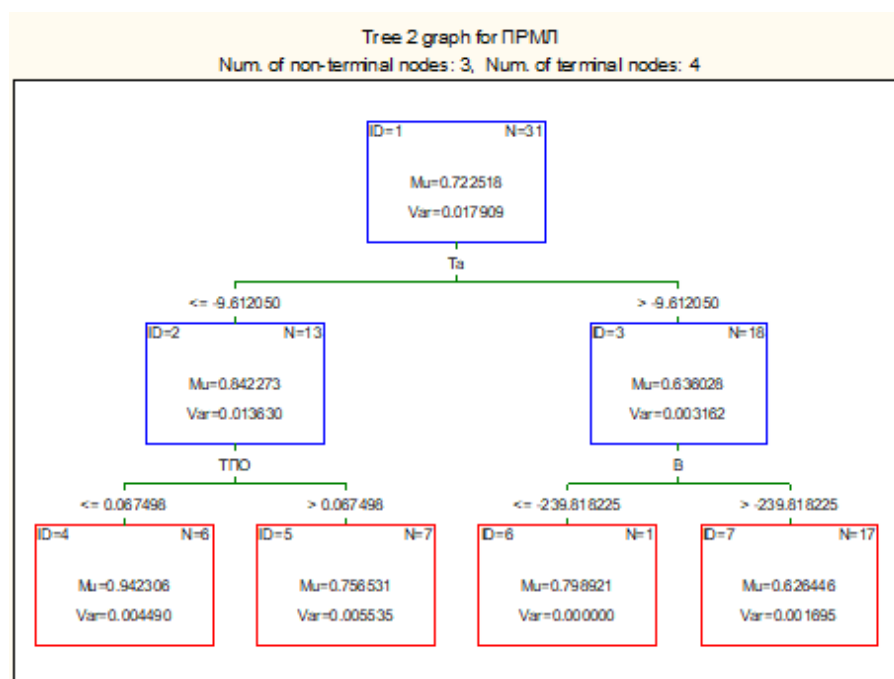 Tree 2 graph for ПРМЛ
Num. of non-terminal nodes: 3, Num. of terminal nodes: 4
ID=1 N=31
Mu=0.722518
Var=0.017909
Ta
<= -9.612050 > -9.612050
ID=2 N=13 ID=3 N=18
Mu=0.842273 Mu=0.636028
Var=0.013630 Var=0.003162
ТПО B
<= 0.067498 > 0.067498 <= -239.818225 > -239.818225
ID=4 N=6 ID=5 N=7 ID=6 N=1 ID=7 N=17
Mu=0.942306 Mu=0.756531 Mu=0.798921 Mu=0.626446
Var=0.004490 Var=0.005535 Var=0.000000 Var=0.001695